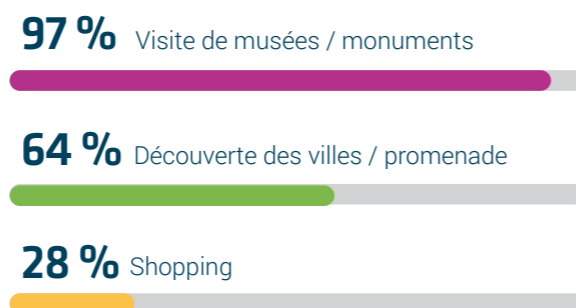 97 % Visite de musées / monuments
64 % Découverte des villes / promenade
28 % Shopping